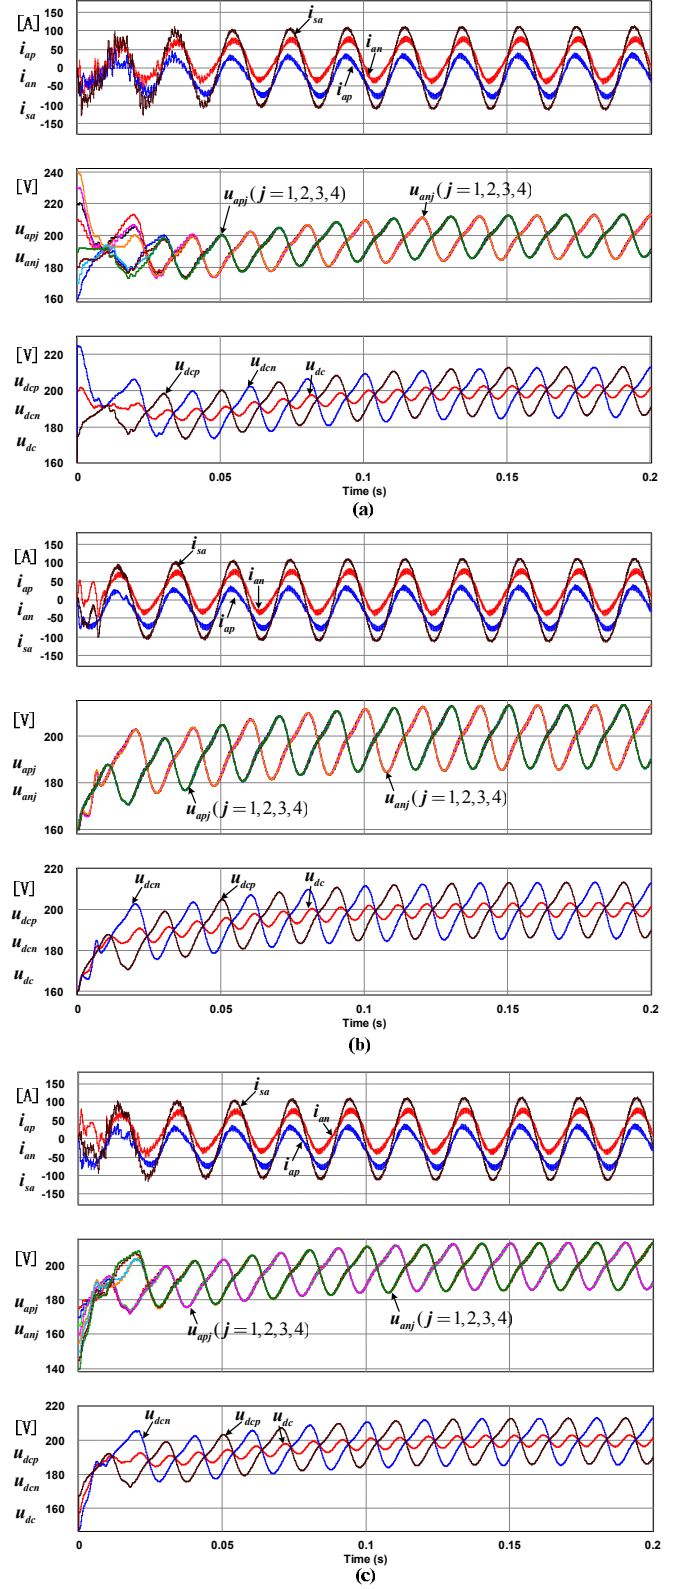 [A]
i_ap
i_an
i_sa
150
100
50
0
-50
-100
-150
i_sa
i_an
i_ap
[V]
u_apj
u_anj
240
220
200
180
160
u_apj(j=1,2,3,4)
u_anj(j=1,2,3,4)
[V]
u_dcp
u_dcn
u_dc
220
200
180
160
u_dcp
u_dcn
u_dc
0 0.05 0.1 0.15 0.2
Time (s)
(a)
[A]
i_ap
i_an
i_sa
150
100
50
0
-50
-100
-150
i_sa
i_an
i_ap
[V]
u_apj
u_anj
200
180
160
u_apj(j=1,2,3,4)
u_anj(j=1,2,3,4)
[V]
u_dcp
u_dcn
u_dc
220
200
180
160
u_dcn
u_dcp
u_dc
0 0.05 0.1 0.15 0.2
Time (s)
(b)
[A]
i_ap
i_an
i_sa
150
100
50
0
-50
-100
-150
i_sa
i_an
i_ap
[V]
u_apj
u_anj
200
180
160
140
u_apj(j=1,2,3,4)
u_anj(j=1,2,3,4)
[V]
u_dcp
u_dcn
u_dc
220
200
180
160
u_dcn
u_dcp
u_dc
0 0.05 0.1 0.15 0.2
Time (s)
(c)